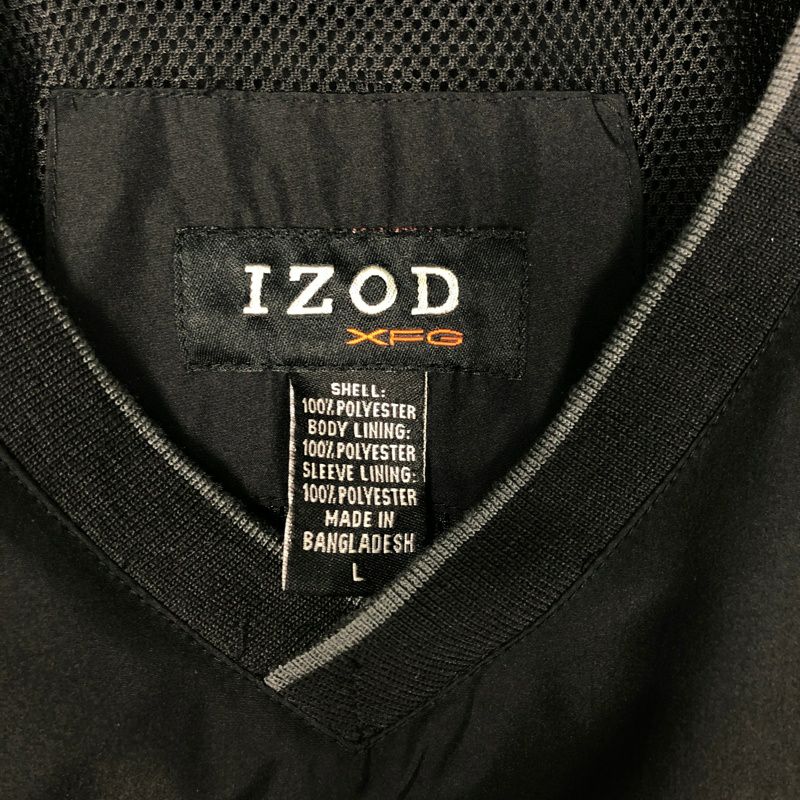 IZOD
XFG
SHELL:
100% POLYESTER
BODY LINING:
100% POLYESTER
SLEEVE LINING:
100% POLYESTER
MADE IN
BANGLADESH
L